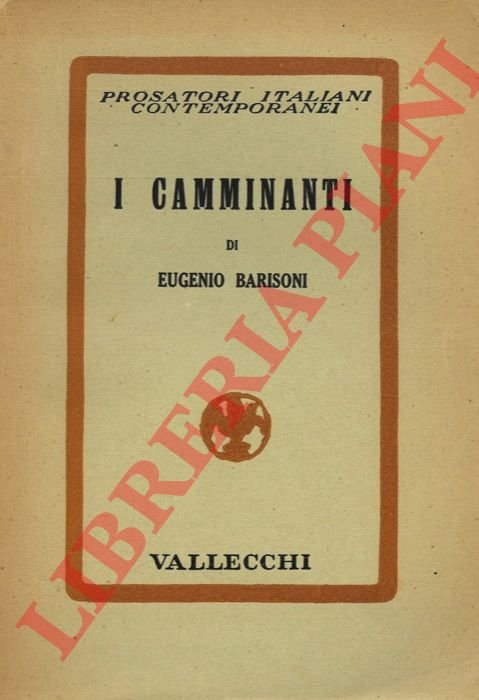 PROSATORI ITALIANI
CONTEMPORANEI
I CAMMINANTI
DI
EUGENIO BARISONI
VALLECCHI
LIBRERIA PIANI